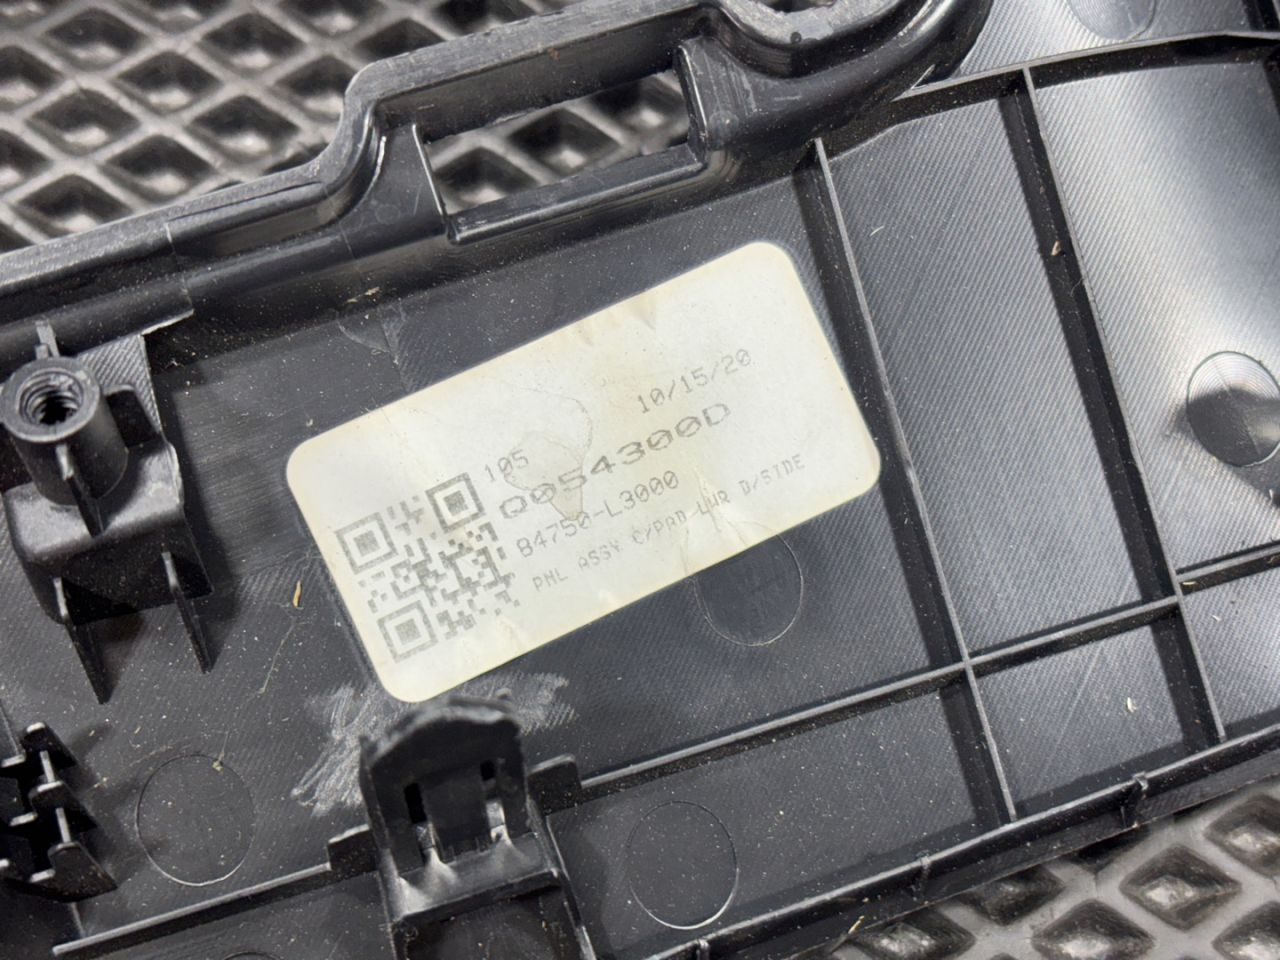 10/15/20
105
Q054300D
84750-L3000
PNL ASSY C/PAD LWR D/SIDE